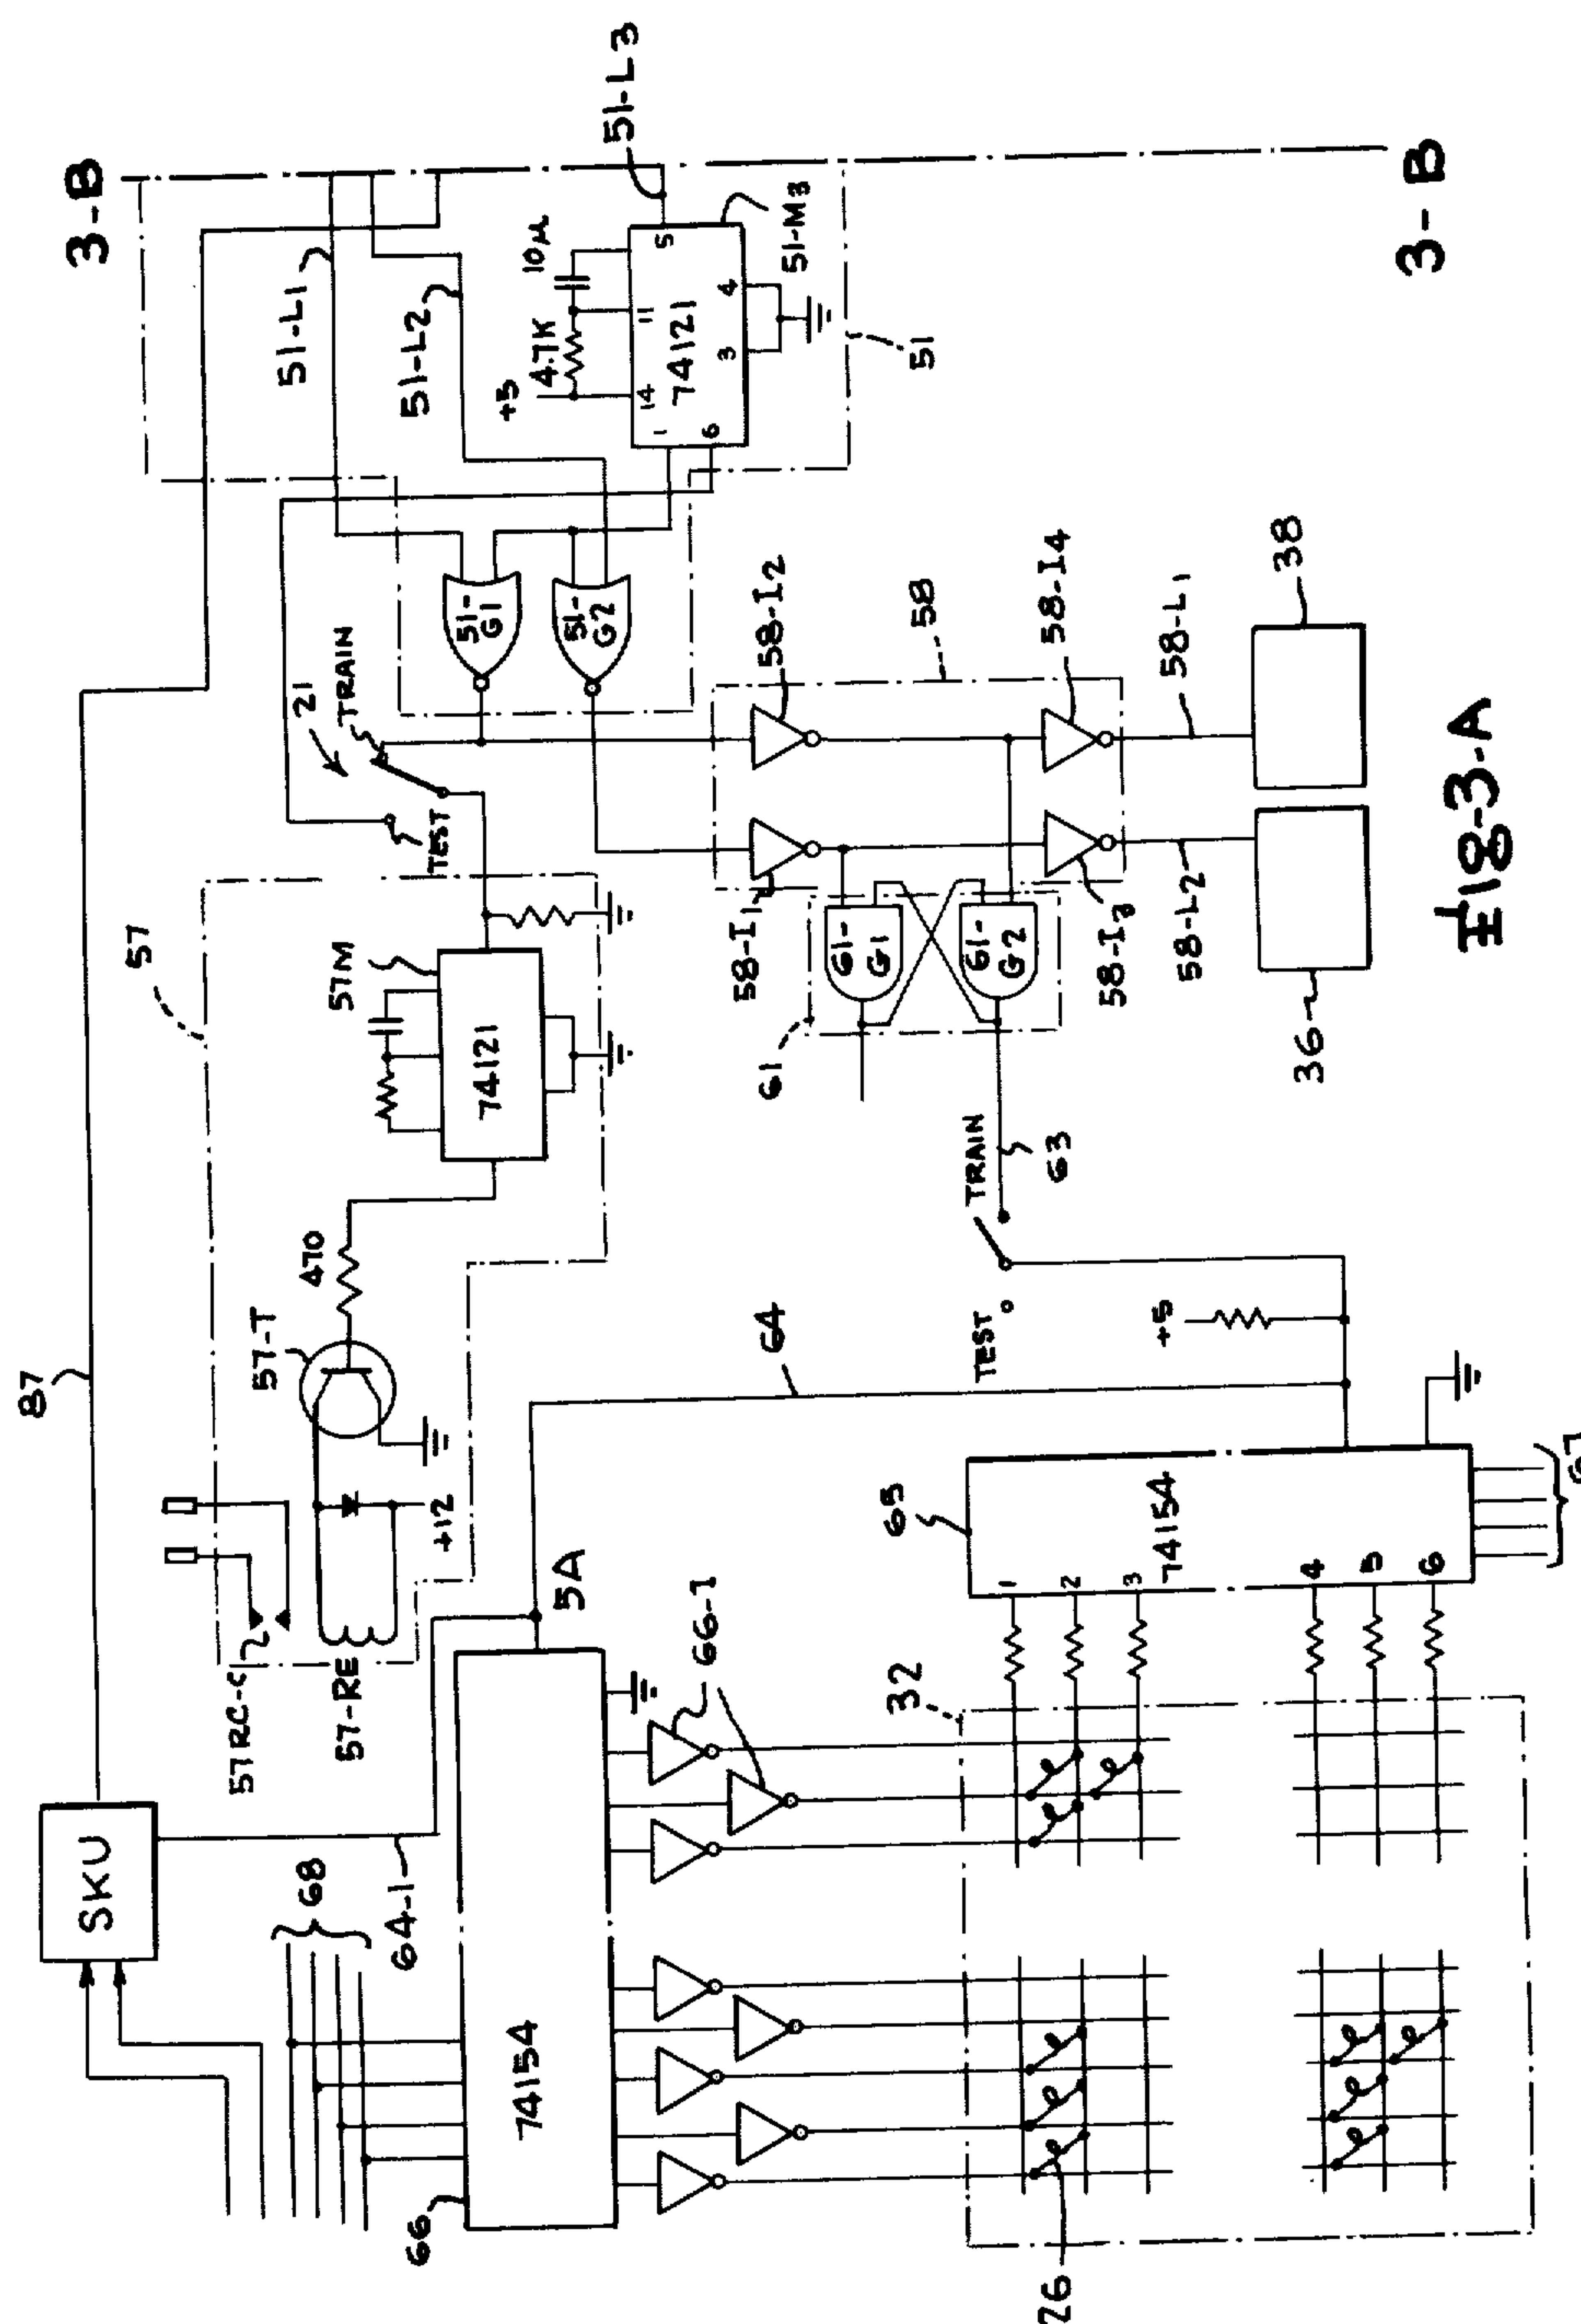 3-B
87
57
SKU
51-L1
51-L2
51-L3
10μ
4.7K
+5
14
11
5
74121
1
6
3
4
51-M3
51
21
TRAIN
TEST
51-
G1
51-
G2
57M
74121
470
57-T
+12
57RC-C
57-RE
68
64-1
5A
66
74154
66-1
64
58-I2
58
58-I4
58-I1
58-I3
58-L1
58-L2
38
36
61
61-
G1
61-
G2
63
TRAIN
TEST
+5
65
74154
1
2
3
4
5
6
67
32
26
3-B
FIG-3-A